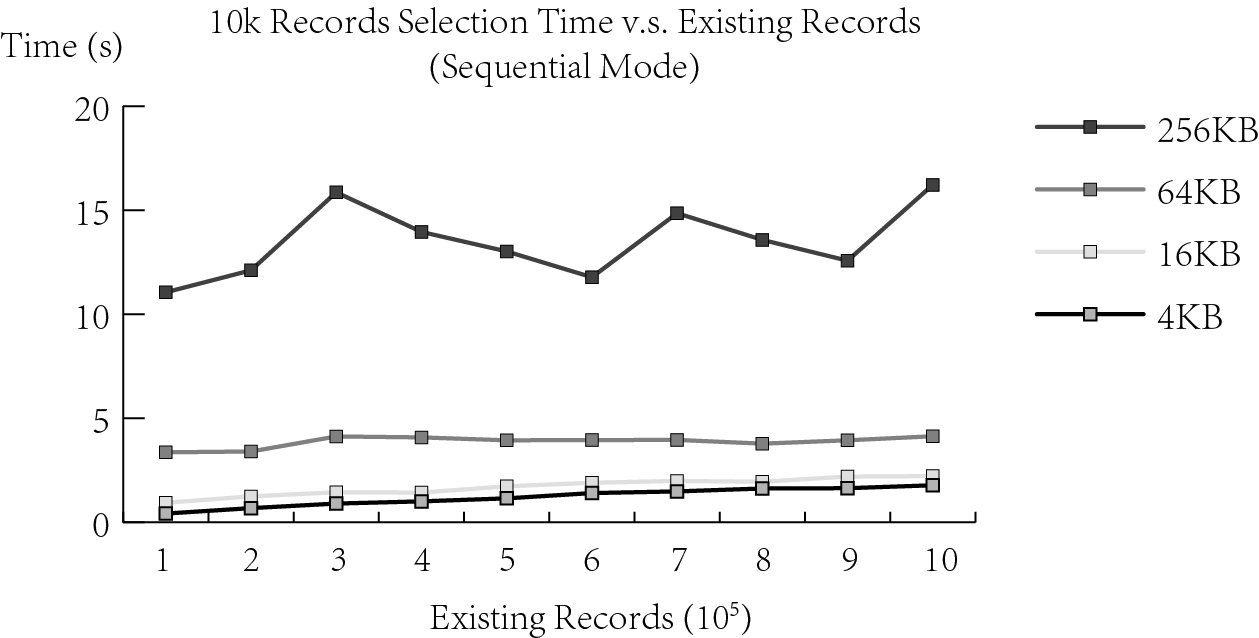 10k Records Selection Time v.s. Existing Records
(Sequential Mode)
Time (s)
20
15
10
5
0
1 2 3 4 5 6 7 8 9 10
Existing Records (10⁵)
256KB
64KB
16KB
4KB